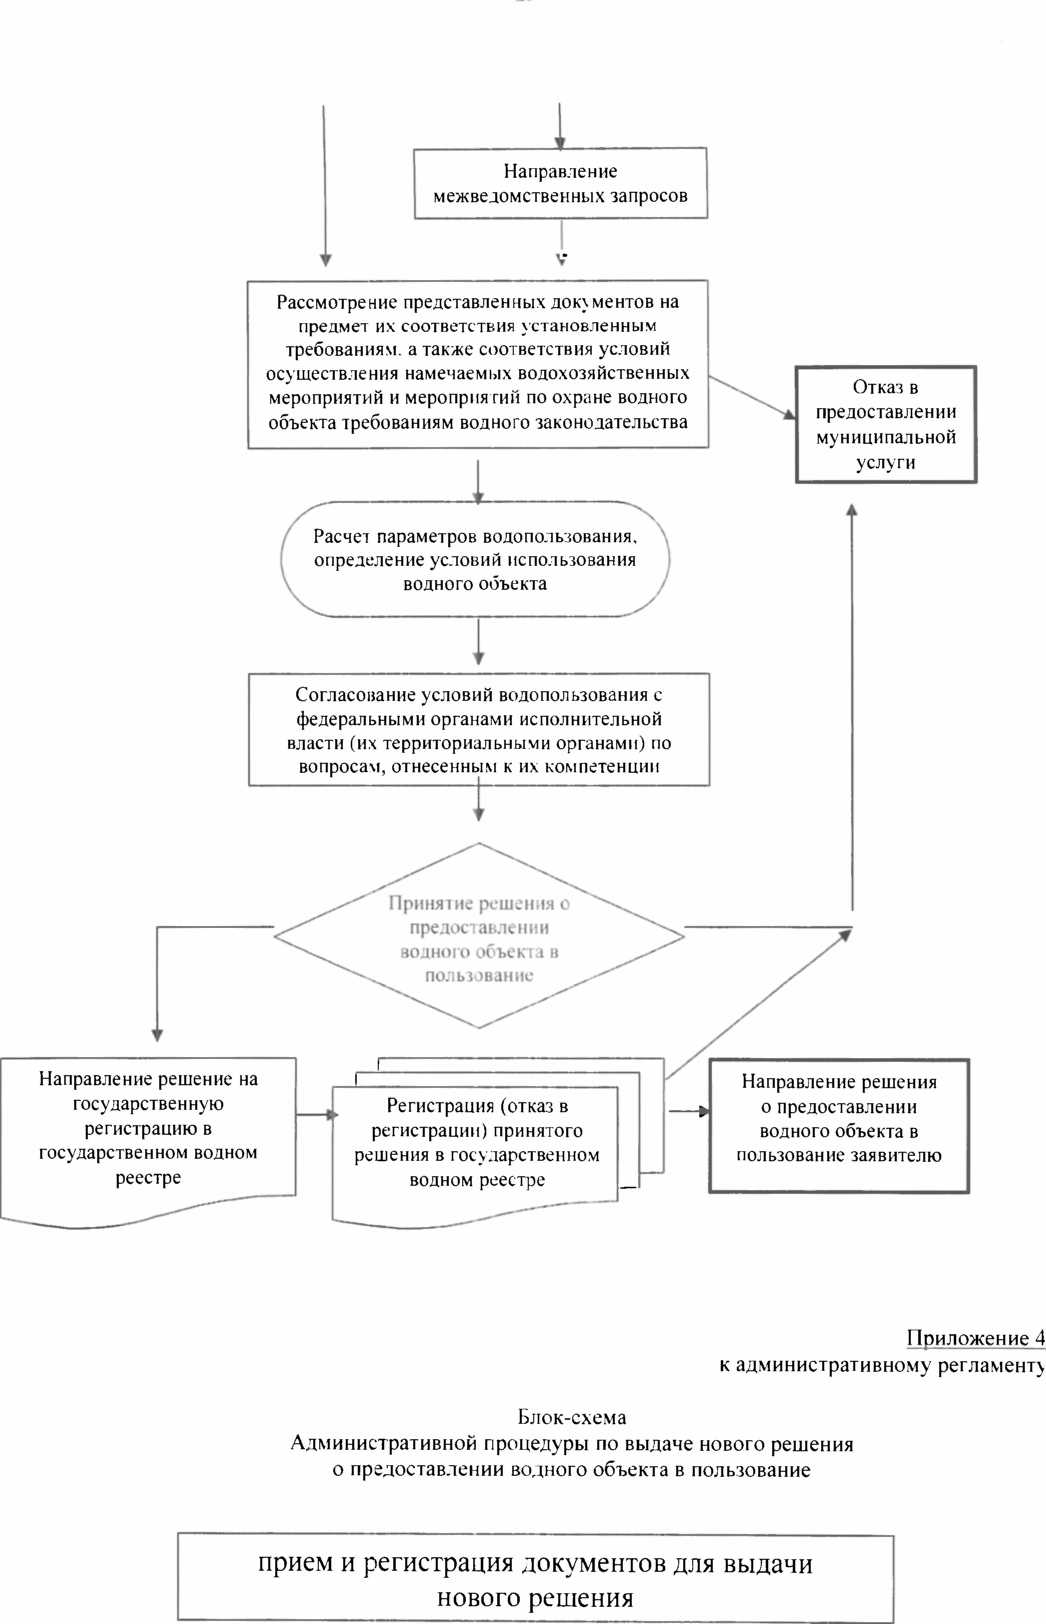 Направление
межведомственных запросов
Рассмотрение представленных документов на
предмет их соответствия установленным
требованиям, а также соответствия условий
осуществления намечаемых водохозяйственных
мероприятий и мероприятий по охране водного
объекта требованиям водного законодательства
Отказ в
предоставлении
муниципальной
услуги
Расчет параметров водопользования,
определение условий использования
водного объекта
Согласование условий водопользования с
федеральными органами исполнительной
власти (их территориальными органами) по
вопросам, отнесенным к их компетенции
Принятие решения о
предоставлении
водного объекта в
пользование
Направление решение на
государственную
регистрацию в
государственном водном
реестре
Регистрация (отказ в
регистрации) принятого
решения в государственном
водном реестре
Направление решения
о предоставлении
водного объекта в
пользование заявителю
Приложение 4
к административному регламенту
Блок-схема
Административной процедуры по выдаче нового решения
о предоставлении водного объекта в пользование
прием и регистрация документов для выдачи
нового решения